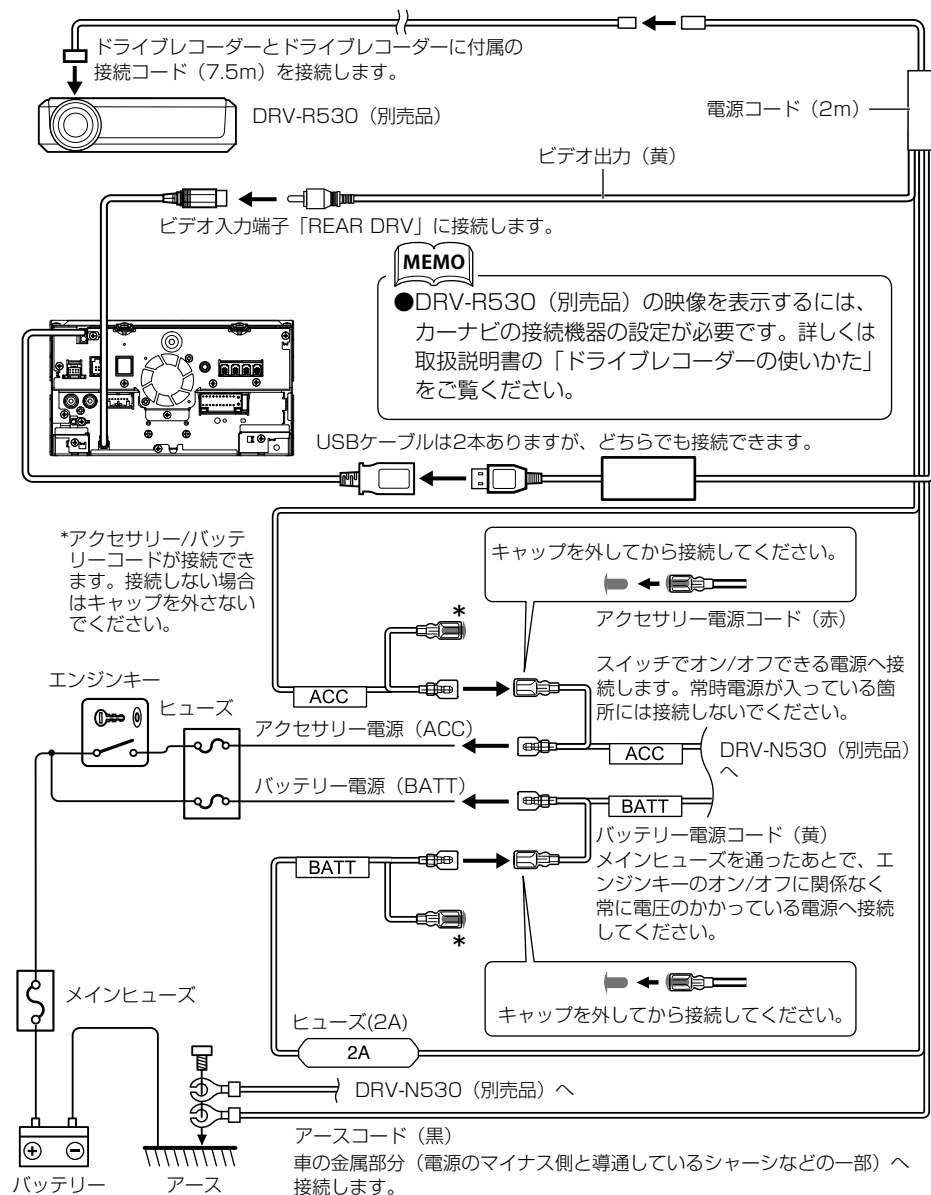 ドライブレコーダーとドライブレコーダーに付属の
接続コード（7.5m）を接続します。
DRV-R530（別売品）
電源コード（2m）
ビデオ出力（黄）
ビデオ入力端子「REAR DRV」に接続します。
MEMO
●DRV-R530（別売品）の映像を表示するには、
カーナビの接続機器の設定が必要です。詳しくは
取扱説明書の「ドライブレコーダーの使いかた」
をご覧ください。
USBケーブルは2本ありますが、どちらでも接続できます。
*アクセサリー/バッテ
リーコードが接続でき
ます。接続しない場合
はキャップを外さない
でください。
キャップを外してから接続してください。
アクセサリー電源コード（赤）
*
スイッチでオン/オフできる電源へ接
続します。常時電源が入っている箇
所には接続しないでください。
エンジンキー
ヒューズ
ACC
アクセサリー電源（ACC）
ACC
DRV-N530（別売品）
へ
バッテリー電源（BATT）
BATT
バッテリー電源コード（黄）
メインヒューズを通ったあとで、エ
ンジンキーのオン/オフに関係なく
常に電圧のかかっている電源へ接続
してください。
BATT
*
キャップを外してから接続してください。
メインヒューズ
ヒューズ(2A)
2A
DRV-N530（別売品）へ
アースコード（黒）
車の金属部分（電源のマイナス側と導通しているシャーシなどの一部）へ
接続します。
バッテリー
アース